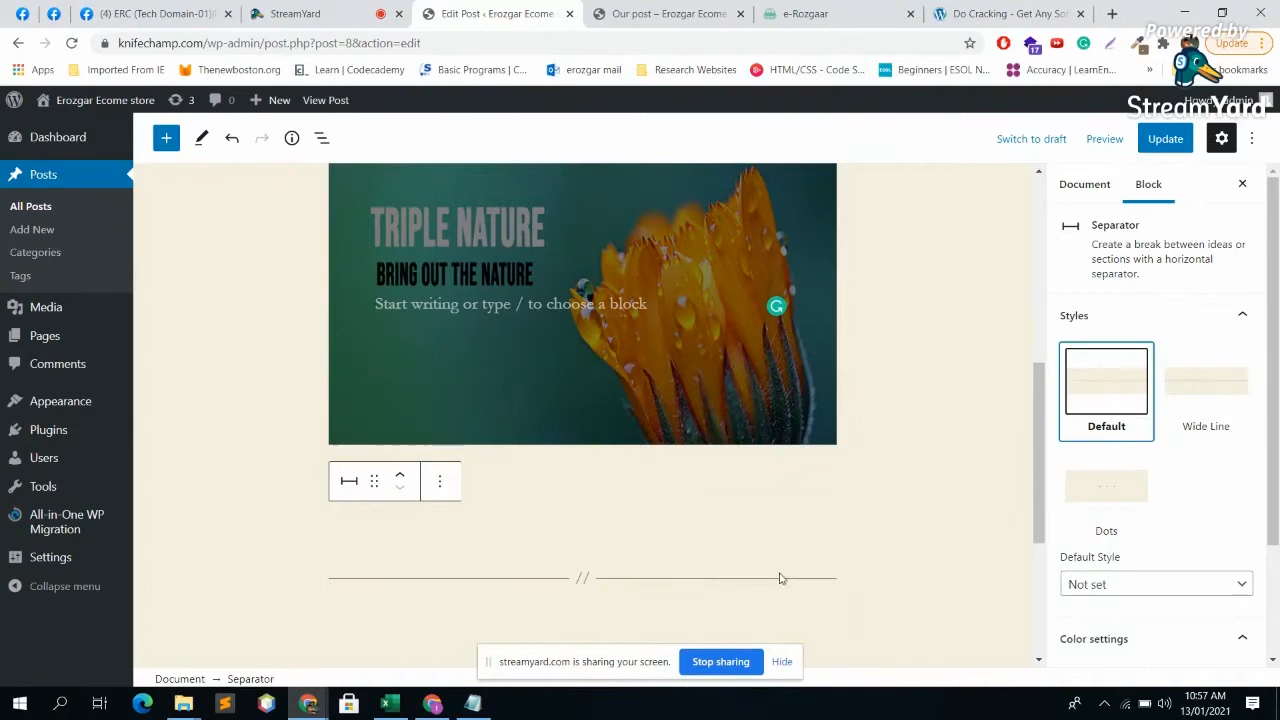 (4) ERC (Tech Domain-01)(
StreamYard
Edit Post ‹ Erozgar Ecome
Our post – Erozgar Ecome
e-Rozgaar
Do Cracking - Get Any Sof
Powered by
knifechamp.com/wp-admin/post.php?post=8&action=edit
17
Update
Apps
Imported From IE
Thenewboston.org
Learn | Codecademy
Basic Programs | C...
erozgar mail
Research Websites
HTML/CSS - Code S...
Beginners | ESOL N...
Accuracy | LearnEn...
»
bookmarks
StreamYard
Erozgar Ecome store
3
0
New
View Post
Howdy, admin
Dashboard
Posts
All Posts
Add New
Categories
Tags
Media
Pages
Comments
Appearance
Plugins
Users
Tools
All-in-One WP
Migration
Settings
Collapse menu
Switch to draft
Preview
Update
TRIPLE NATURE
BRING OUT THE NATURE
Start writing or type / to choose a block
//
Document
Block
Separator
Create a break between ideas or
sections with a horizontal
separator.
Styles
Default
Wide Line
Dots
Default Style
Not set
Color settings
streamyard.com is sharing your screen.
Stop sharing
Hide
Document → Separator
10:57 AM
13/01/2021